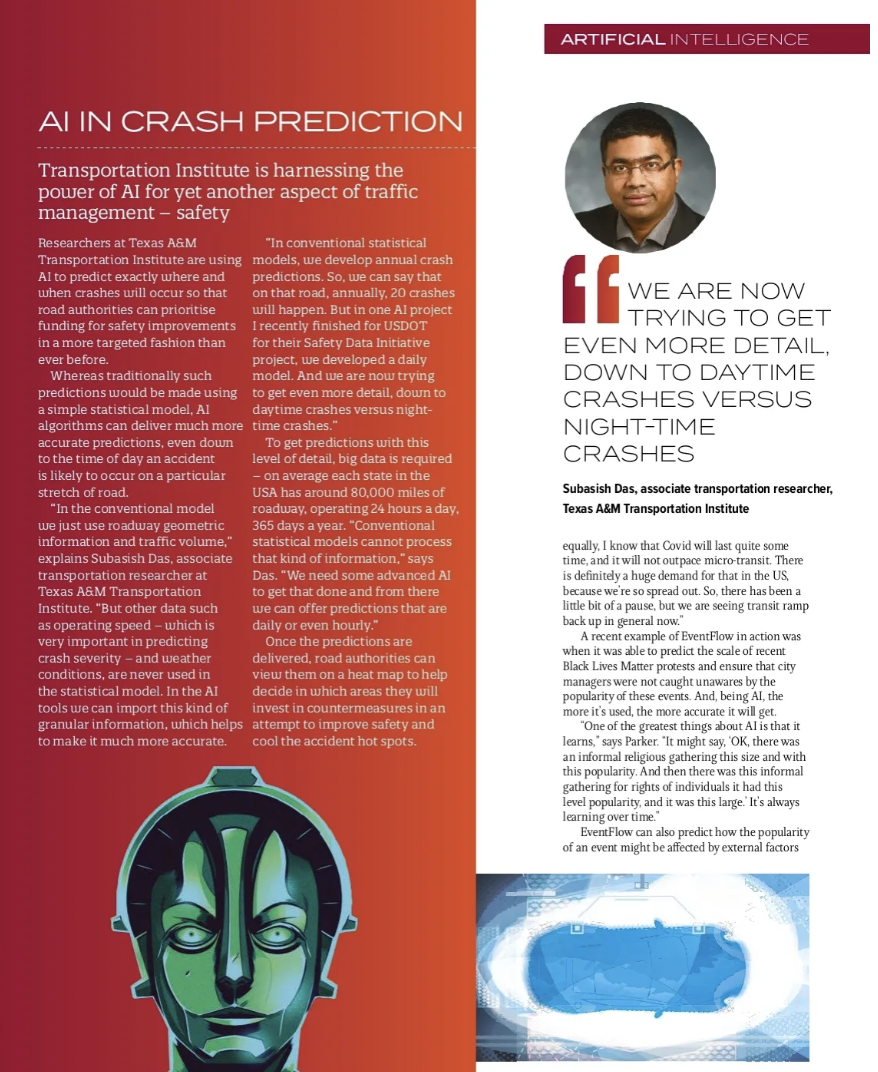 ARTIFICIAL INTELLIGENCE
AI IN CRASH PREDICTION
Transportation Institute is harnessing the
power of AI for yet another aspect of traffic
management – safety
Researchers at Texas A&M
Transportation Institute are using
AI to predict exactly where and
when crashes will occur so that
road authorities can prioritise
funding for safety improvements
in a more targeted fashion than
ever before.
Whereas traditionally such
predictions would be made using
a simple statistical model, AI
algorithms can deliver much more
accurate predictions, even down
to the time of day an accident
is likely to occur on a particular
stretch of road.
"In the conventional model
we just use roadway geometric
information and traffic volume,"
explains Subasish Das, associate
transportation researcher at
Texas A&M Transportation
Institute. "But other data such
as operating speed – which is
very important in predicting
crash severity – and weather
conditions, are never used in
the statistical model. In the AI
tools we can import this kind of
granular information, which helps
to make it much more accurate.
"In conventional statistical
models, we develop annual crash
predictions. So, we can say that
on that road, annually, 20 crashes
will happen. But in one AI project
I recently finished for USDOT
for their Safety Data Initiative
project, we developed a daily
model. And we are now trying
to get even more detail, down to
daytime crashes versus night-
time crashes."
To get predictions with this
level of detail, big data is required
– on average each state in the
USA has around 80,000 miles of
roadway, operating 24 hours a day,
365 days a year. "Conventional
statistical models cannot process
that kind of information," says
Das. "We need some advanced AI
to get that done and from there
we can offer predictions that are
daily or even hourly."
Once the predictions are
delivered, road authorities can
view them on a heat map to help
decide in which areas they will
invest in countermeasures in an
attempt to improve safety and
cool the accident hot spots.
"WE ARE NOW
TRYING TO GET
EVEN MORE DETAIL,
DOWN TO DAYTIME
CRASHES VERSUS
NIGHT-TIME
CRASHES
Subasish Das, associate transportation researcher,
Texas A&M Transportation Institute
equally, I know that Covid will last quite some
time, and it will not outpace micro-transit. There
is definitely a huge demand for that in the US,
because we're so spread out. So, there has been a
little bit of a pause, but we are seeing transit ramp
back up in general now."
A recent example of EventFlow in action was
when it was able to predict the scale of recent
Black Lives Matter protests and ensure that city
managers were not caught unawares by the
popularity of these events. And, being AI, the
more it's used, the more accurate it will get.
"One of the greatest things about AI is that it
learns," says Parker. "It might say, 'OK, there was
an informal religious gathering this size and with
this popularity. And then there was this informal
gathering for rights of individuals it had this
level popularity, and it was this large.' It's always
learning over time."
EventFlow can also predict how the popularity
of an event might be affected by external factors